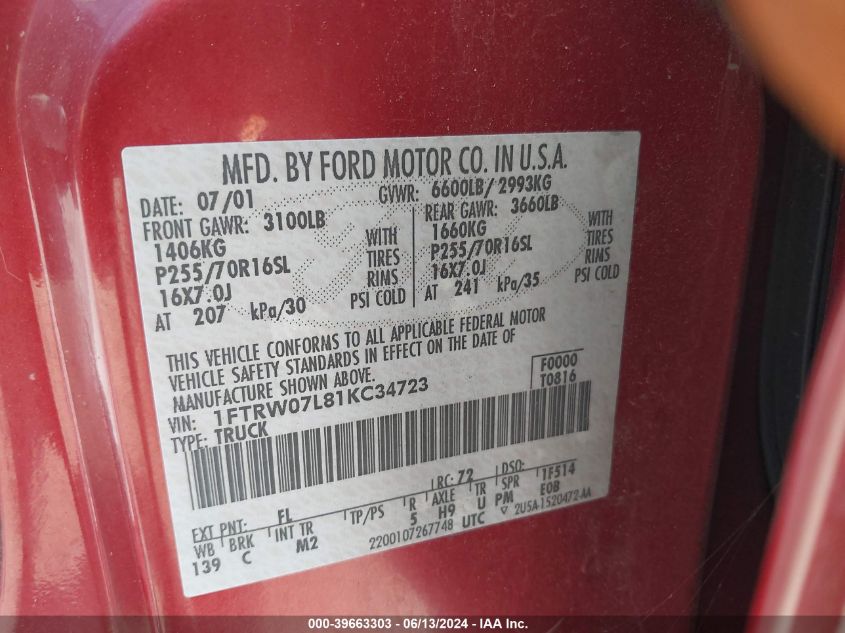 MFD. BY FORD MOTOR CO. IN U.S.A.
DATE: 07/01 GVWR: 6600LB/ 2993KG
FRONT GAWR: 3100LB REAR GAWR: 3660LB
1406KG WITH 1660KG WITH
P255/70R16SL TIRES P255/70R16SL TIRES
16X7.0J RIMS 16X7.0J RIMS
AT 207 kPa/30 PSI COLD AT 241 kPa/35 PSI COLD
THIS VEHICLE CONFORMS TO ALL APPLICABLE FEDERAL MOTOR
VEHICLE SAFETY STANDARDS IN EFFECT ON THE DATE OF
MANUFACTURE SHOWN ABOVE. F0000
VIN: 1FTRW07L81KC34723 T0816
TYPE: TRUCK
EXT PNT: FL RC: 72 DSO: 1F514
WB BRK INT TR TP/PS R AXLE TR SPR E0B
139 C M2 5 H9 U PM
2200107267748 UTC ▽ 2U5A-1520472-AA
000-39663303 - 06/13/2024 - IAA Inc.